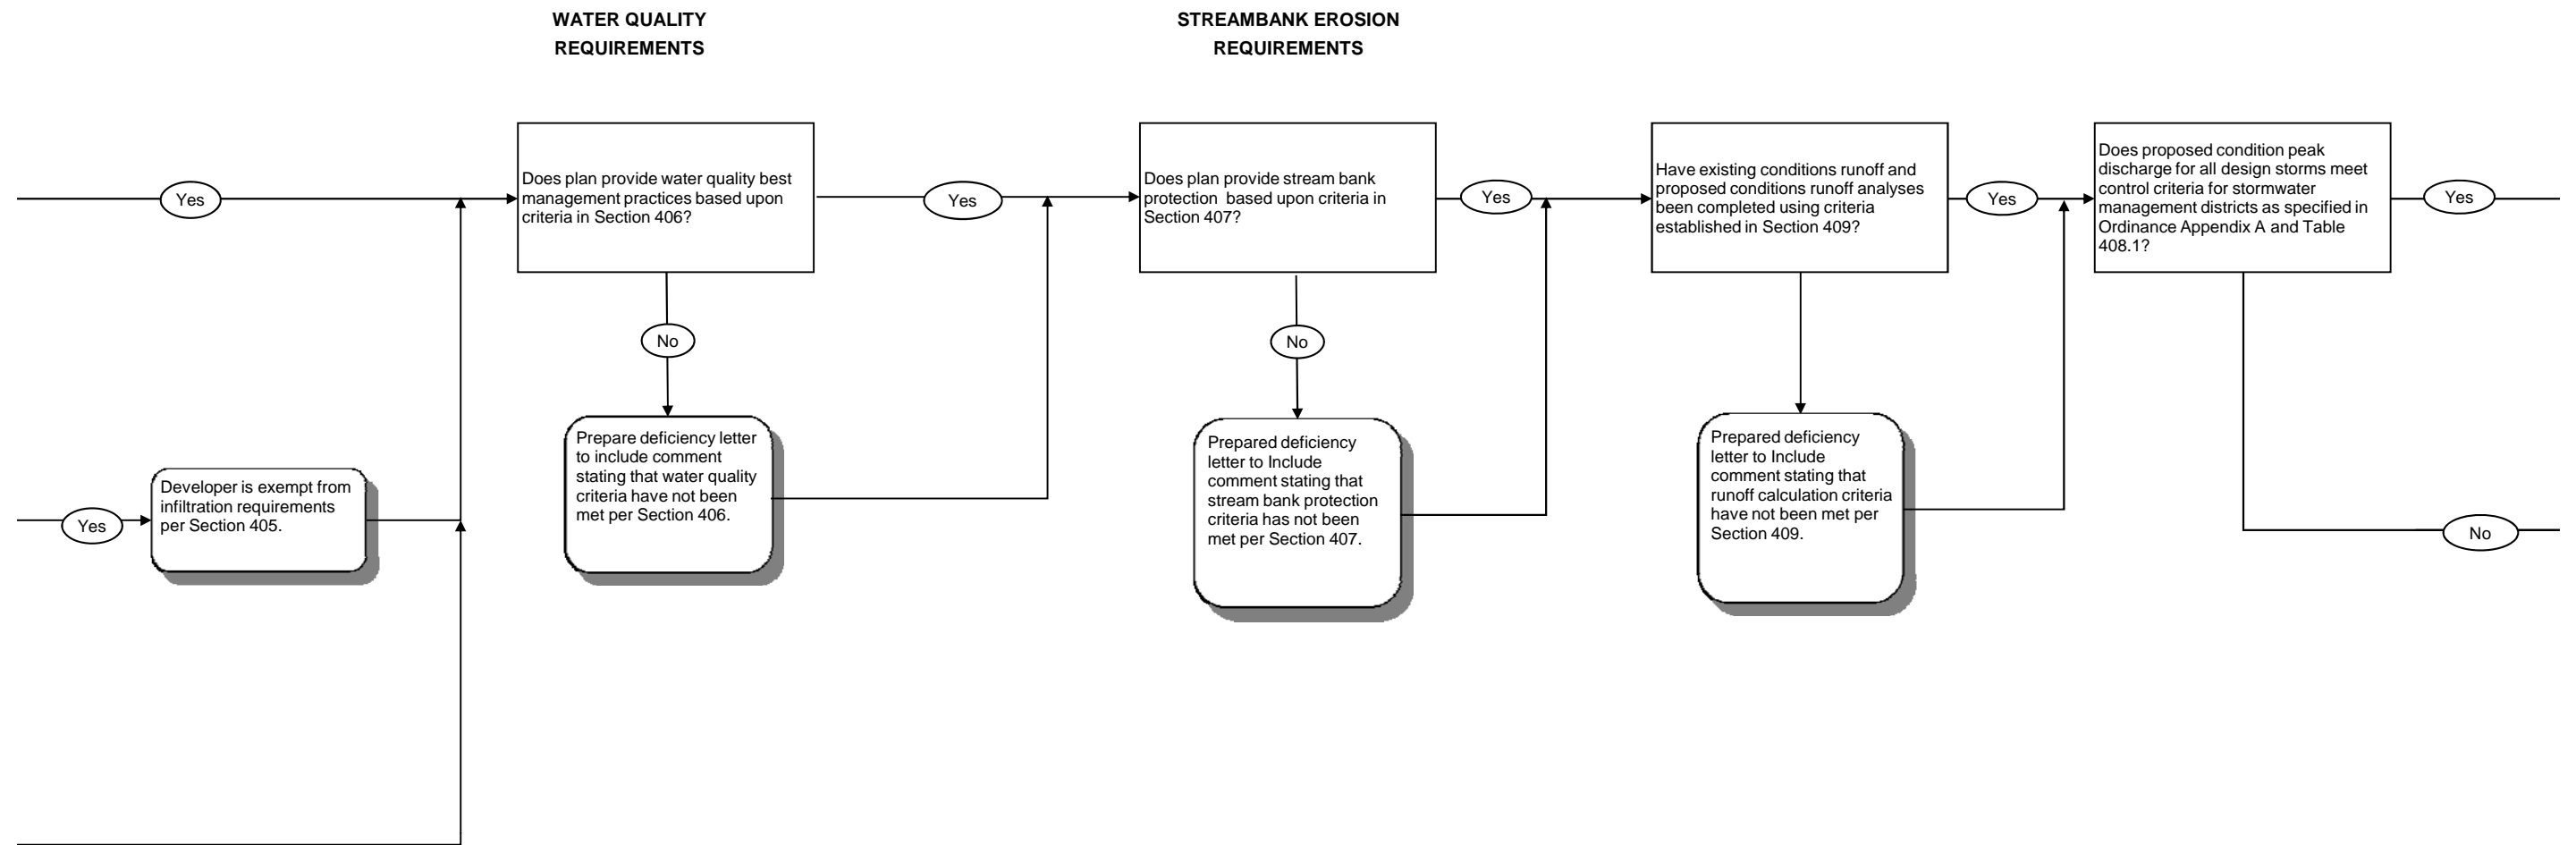 WATER QUALITY
REQUIREMENTS
STREAMBANK EROSION
REQUIREMENTS
Yes
Does plan provide water quality best
management practices based upon
criteria in Section 406?
Yes
Does plan provide stream bank
protection  based upon criteria in
Section 407?
Yes
Have existing conditions runoff and
proposed conditions runoff analyses
been completed using criteria
established in Section 409?
Yes
Does proposed condition peak
discharge for all design storms meet
control criteria for stormwater
management districts as specified in
Ordinance Appendix A and Table
408.1?
Yes
No
No
Yes
Developer is exempt from
infiltration requirements
per Section 405.
Prepare deficiency letter
to include comment
stating that water quality
criteria have not been
met per Section 406.
Prepared deficiency
letter to Include
comment stating that
stream bank protection
criteria has not been
met per Section 407.
Prepared deficiency
letter to Include
comment stating that
runoff calculation criteria
have not been met per
Section 409.
No